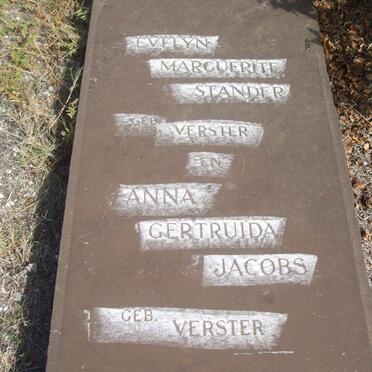 EVELYN
MARGUERITE
STANDER
GEB. VERSTER
EN
ANNA
GERTRUIDA
JACOBS
GEB. VERSTER